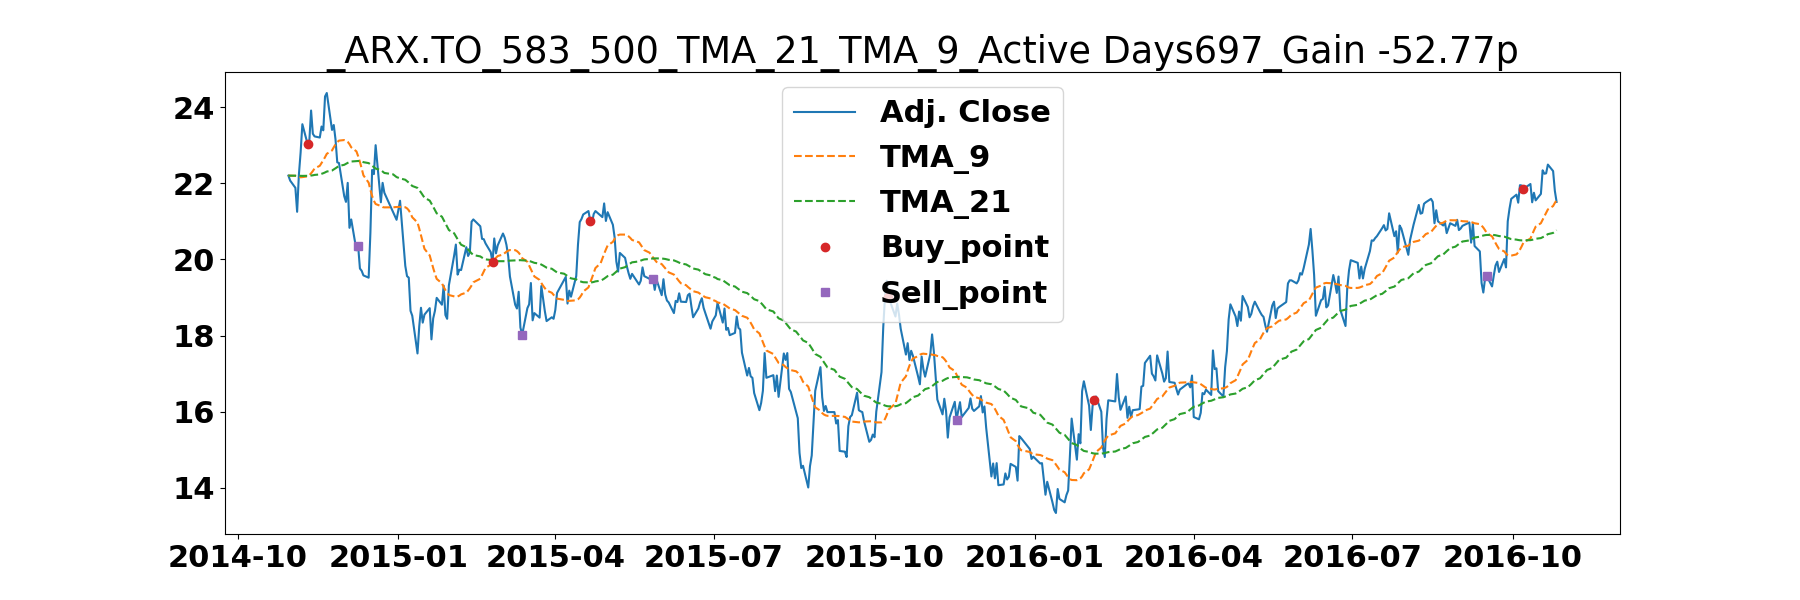 _ARX.TO_583_500_TMA_21_TMA_9_Active Days697_Gain -52.77p
24
22
20
18
16
14
Adj. Close
TMA_9
TMA_21
Buy_point
Sell_point
2014-10 2015-01 2015-04 2015-07 2015-10 2016-01 2016-04 2016-07 2016-10